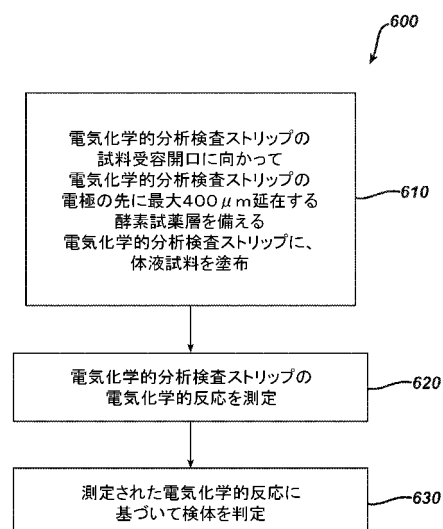 600
電気化学的分析検査ストリップの
試料受容開口に向かって
電気化学的分析検査ストリップの
電極の先に最大400μm延在する
酵素試薬層を備える
電気化学的分析検査ストリップに、
体液試料を塗布
610
電気化学的分析検査ストリップの
電気化学的反応を測定
620
測定された電気化学的反応に
基づいて検体を判定
630